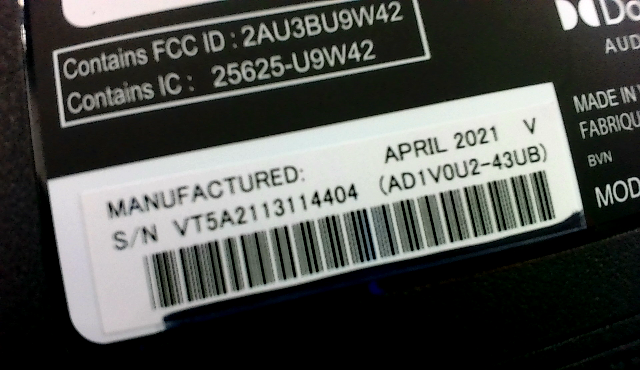 Contains FCC ID : 2AU3BU9W42
Contains IC : 25625-U9W42
AUD
MADE IN
FABRIQU
BVN
MOD
MANUFACTURED: APRIL 2021 V
S/N VT5A2113114404 (AD1V0U2-43UB)